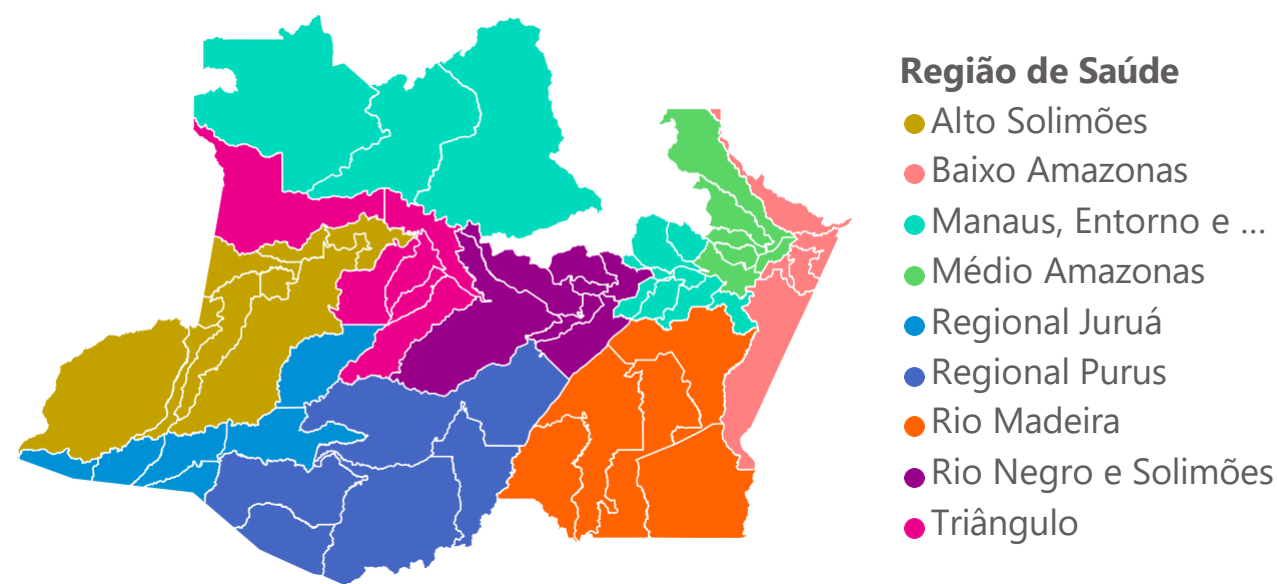 Região de Saúde
Alto Solimões
Baixo Amazonas
Manaus, Entorno e ...
Médio Amazonas
Regional Juruá
Regional Purus
Rio Madeira
Rio Negro e Solimões
Triângulo